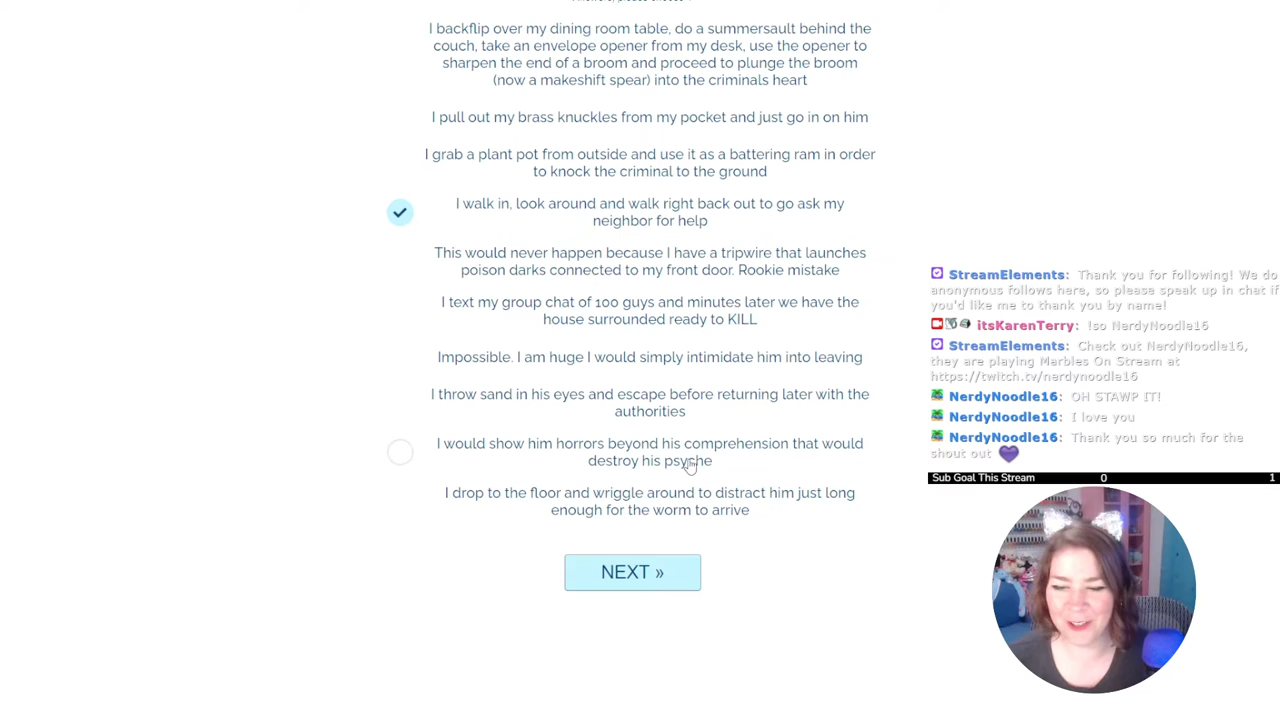 I backflip over my dining room table, do a summersault behind the
couch, take an envelope opener from my desk, use the opener to
sharpen the end of a broom and proceed to plunge the broom
(now a makeshift spear) into the criminals heart
I pull out my brass knuckles from my pocket and just go in on him
I grab a plant pot from outside and use it as a battering ram in order
to knock the criminal to the ground
I walk in, look around and walk right back out to go ask my
neighbor for help
This would never happen because I have a tripwire that launches
poison darks connected to my front door. Rookie mistake
I text my group chat of 100 guys and minutes later we have the
house surrounded ready to KILL
Impossible. I am huge I would simply intimidate him into leaving
I throw sand in his eyes and escape before returning later with the
authorities
I would show him horrors beyond his comprehension that would
destroy his psyche
I drop to the floor and wriggle around to distract him just long
enough for the worm to arrive
NEXT »
StreamElements: Thank you for following! We do
anonymous follows here, so please speak up in chat if
you'd like me to thank you by name!
itsKarenTerry: !so NerdyNoodle16
StreamElements: Check out NerdyNoodle16,
they are playing Marbles On Stream at
https://twitch.tv/nerdynoodle16
NerdyNoodle16: OH STAWP IT!
NerdyNoodle16: I love you
NerdyNoodle16: Thank you so much for the
shout out 💜
Sub Goal This Stream 0 1